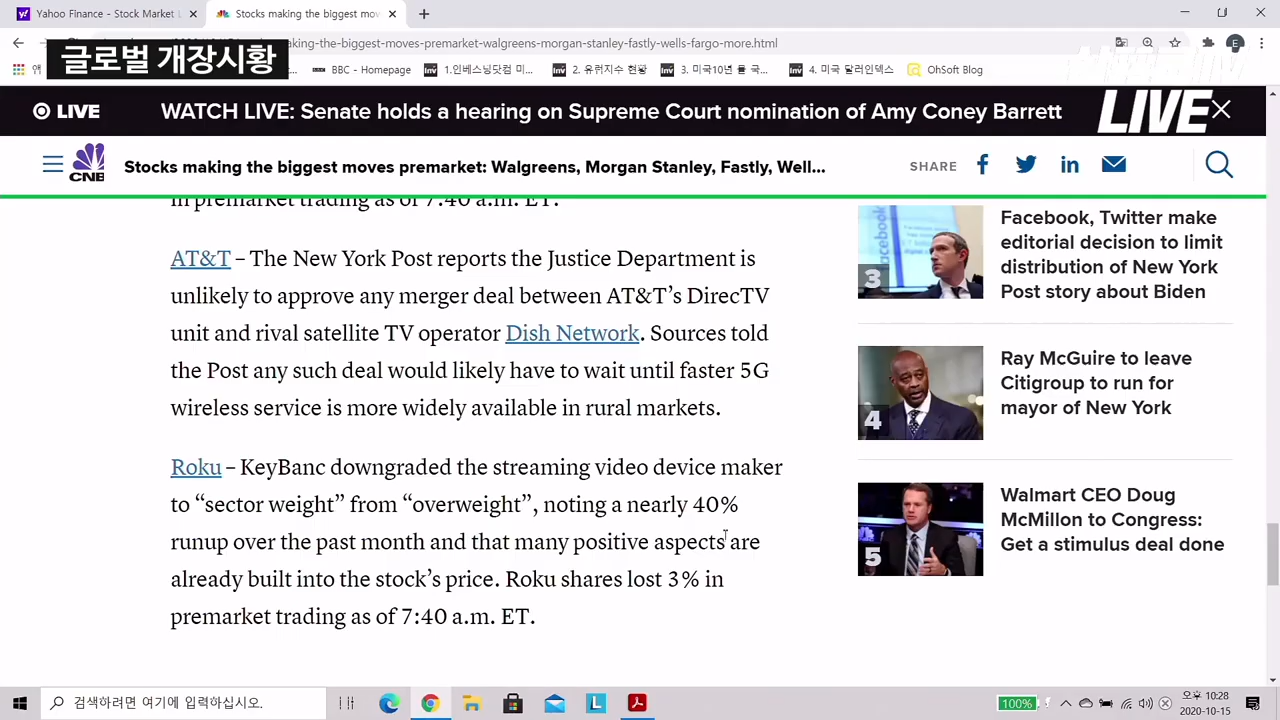 Yahoo Finance - Stock Market L
Stocks making the biggest mov
글로벌 개장시황
aking-the-biggest-moves-premarket-walgreens-morgan-stanley-fastly-wells-fargo-more.h
E
BBC - Homepage
1.인베스닝닷컴 미...
2. 유럽지수 현황
3. 미국10년 물 국...
4. 미국 달러인덱스
OhSoft Blog
LIVE
WATCH LIVE: Senate holds a hearing on Supreme Court nomination of Amy Coney Barrett
LIVE
CNB
Stocks making the biggest moves premarket: Walgreens, Morgan Stanley, Fastly, Well...
SHARE
in premarket trading as of 7:40 a.m. ET.
AT&T – The New York Post reports the Justice Department is
unlikely to approve any merger deal between AT&T’s DirecTV
unit and rival satellite TV operator Dish Network. Sources told
the Post any such deal would likely have to wait until faster 5G
wireless service is more widely available in rural markets.
Roku – KeyBanc downgraded the streaming video device maker
to “sector weight” from “overweight”, noting a nearly 40%
runup over the past month and that many positive aspects are
already built into the stock’s price. Roku shares lost 3% in
premarket trading as of 7:40 a.m. ET.
3
Facebook, Twitter make
editorial decision to limit
distribution of New York
Post story about Biden
4
Ray McGuire to leave
Citigroup to run for
mayor of New York
5
Walmart CEO Doug
McMillon to Congress:
Get a stimulus deal done
검색하려면 여기에 입력하십시오.
100%
오후 10:28
2020-10-15